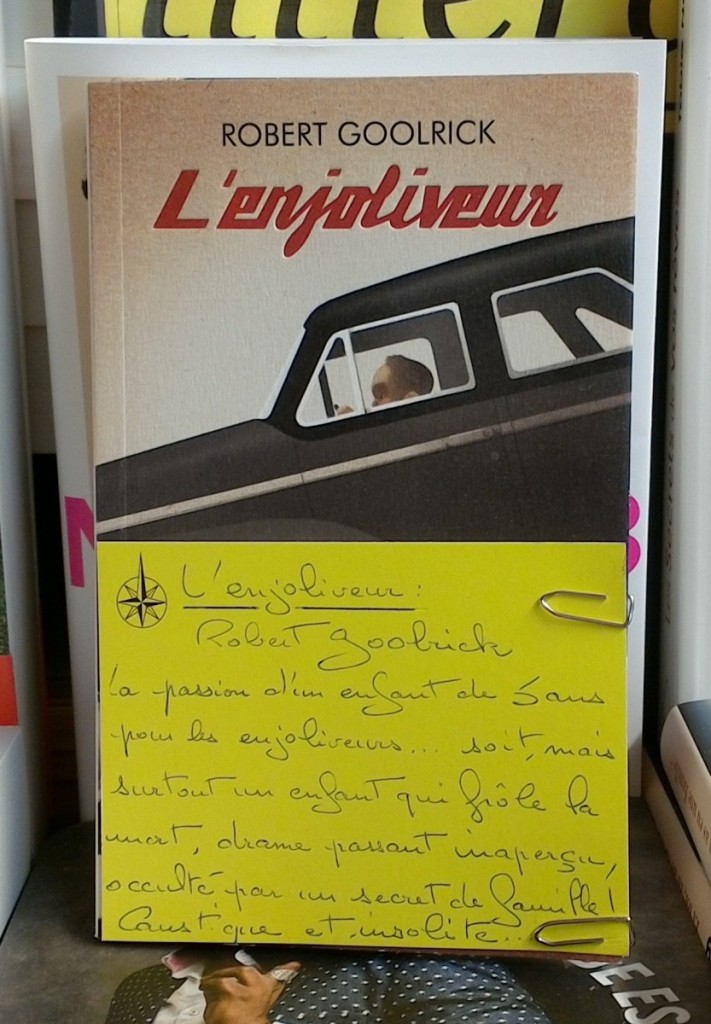 ROBERT GOOLRICK
L'enjoliveur
L'enjoliveur :
Robert Goolrick
la passion d'un enfant de 5 ans
pour les enjoliveurs... soit, mais
surtout un enfant qui frôle la
mort, drame passant inaperçu,
occulté par un secret de famille !
Caustique et insolite...